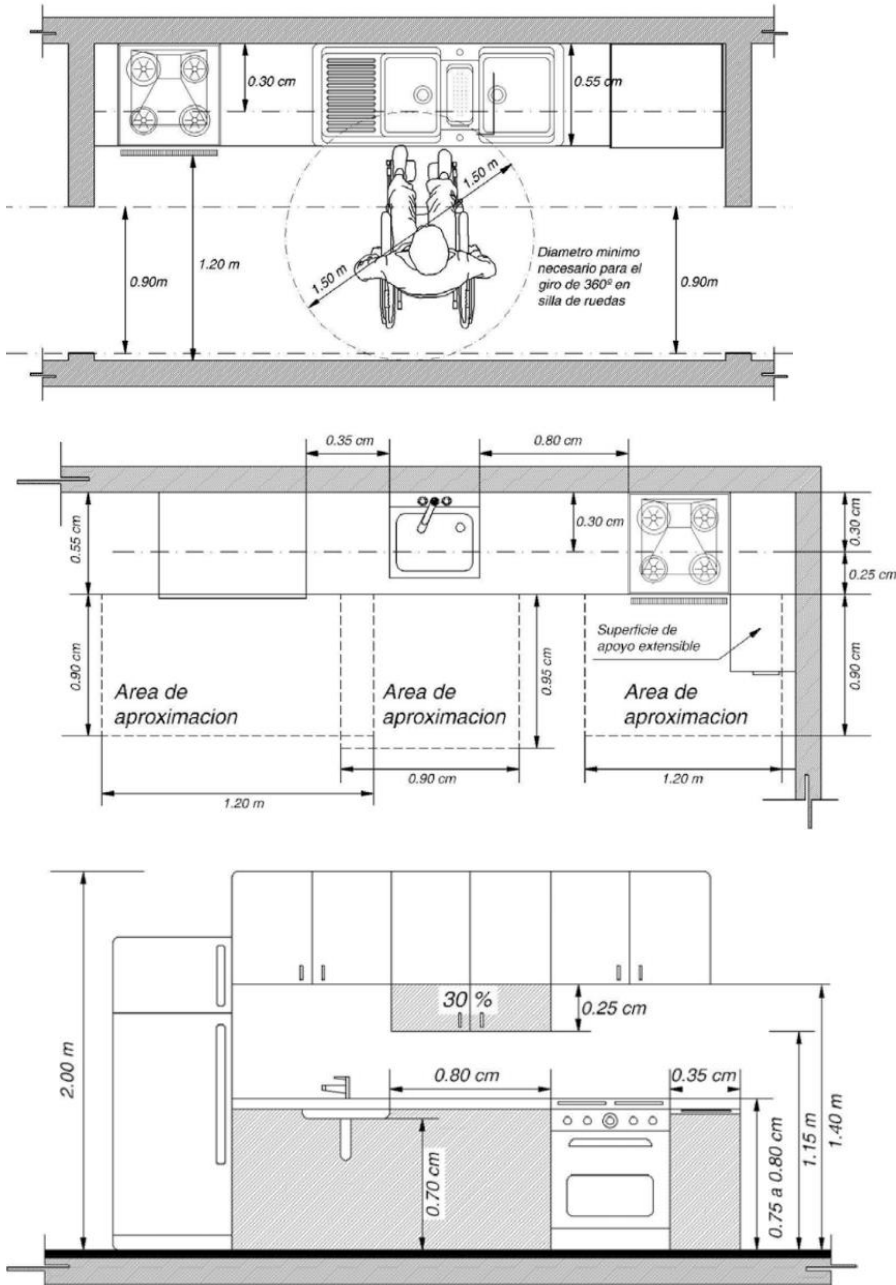 0.30 cm
0.55 cm
1.50 m
1.50 m
1.20 m
0.90m
0.90m
Diametro minimo
necesario para el
giro de 360º en
silla de ruedas
0.35 cm
0.80 cm
0.55 cm
0.30 cm
0.30 cm
0.25 cm
0.90 cm
Area de
aproximacion
Area de
aproximacion
0.95 cm
Superficie de
apoyo extensible
Area de
aproximacion
0.90 cm
1.20 m
0.90 cm
1.20 m
2.00 m
30 %
0.25 cm
0.80 cm
0.35 cm
0.70 cm
0.75 a 0.80 cm
1.15 m
1.40 m